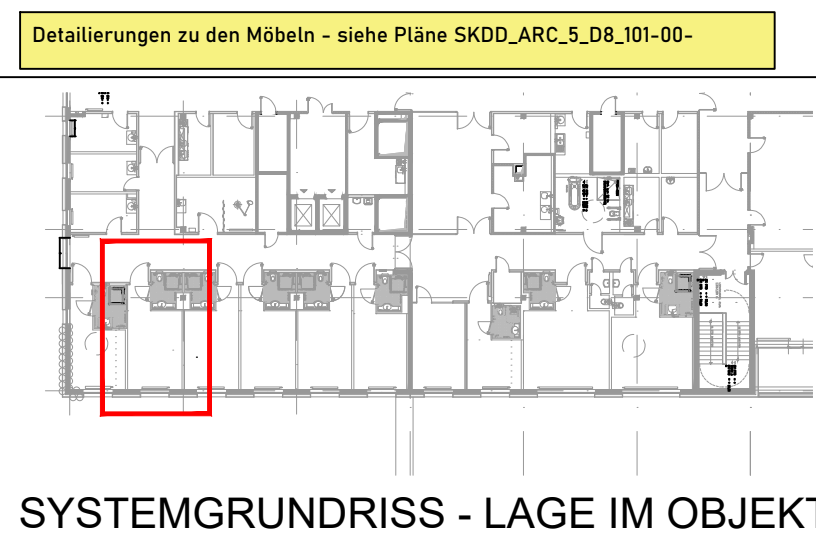 Detailierungen zu den Möbeln - siehe Pläne SKDD_ARC_5_D8_101-00-
SYSTEMGRUNDRISS - LAGE IM OBJEKT